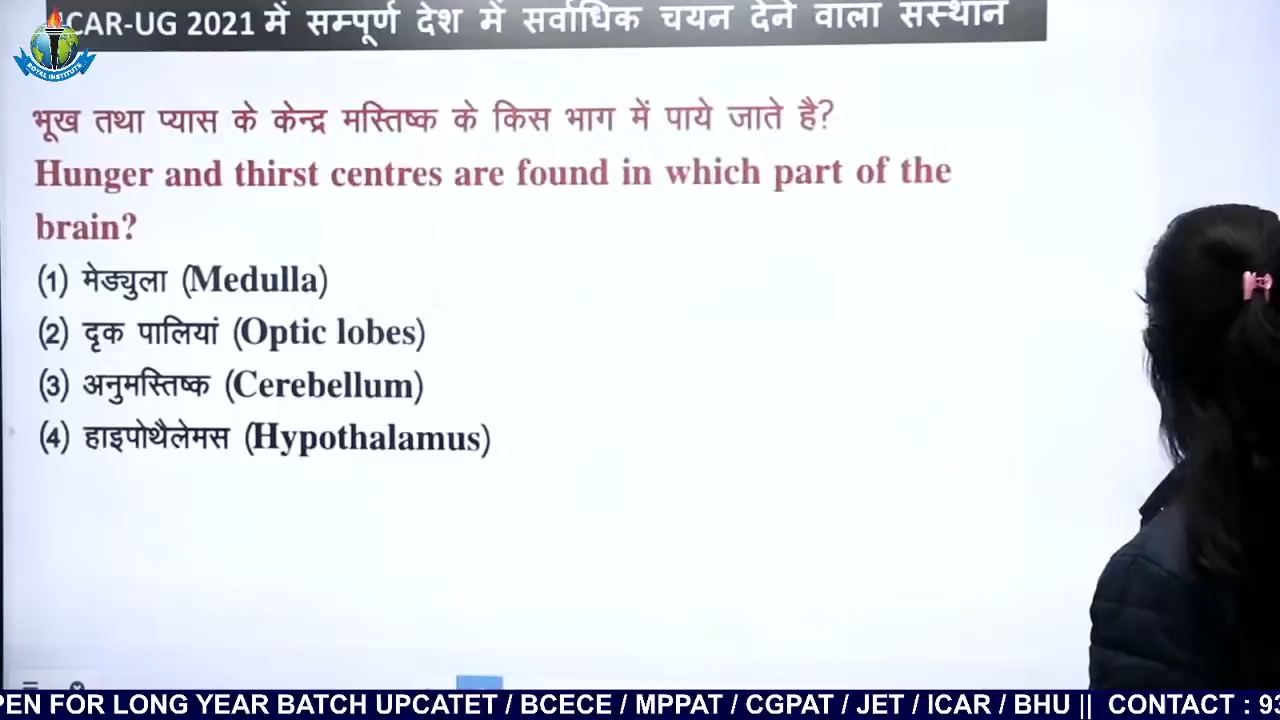 CAR-UG 2021 में सम्पूर्ण देश में सर्वाधिक चयन देने वाला संस्थान
ROYAL INSTITUTE
भूख तथा प्यास के केन्द्र मस्तिष्क के किस भाग में पाये जाते है?
Hunger and thirst centres are found in which part of the
brain?
(1) मेड्युला (Medulla)
(2) दृक पालियां (Optic lobes)
(3) अनुमस्तिष्क (Cerebellum)
(4) हाइपोथैलेमस (Hypothalamus)
PEN FOR LONG YEAR BATCH UPCATET / BCECE / MPPAT / CGPAT / JET / ICAR / BHU || CONTACT : 93